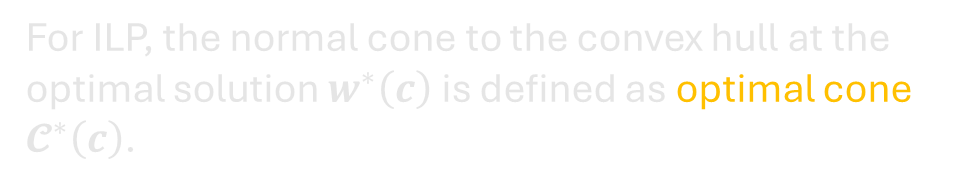 For ILP, the normal cone to the convex hull at the
optimal solution 𝒘*(𝒄) is defined as optimal cone
𝓒*(𝒄).